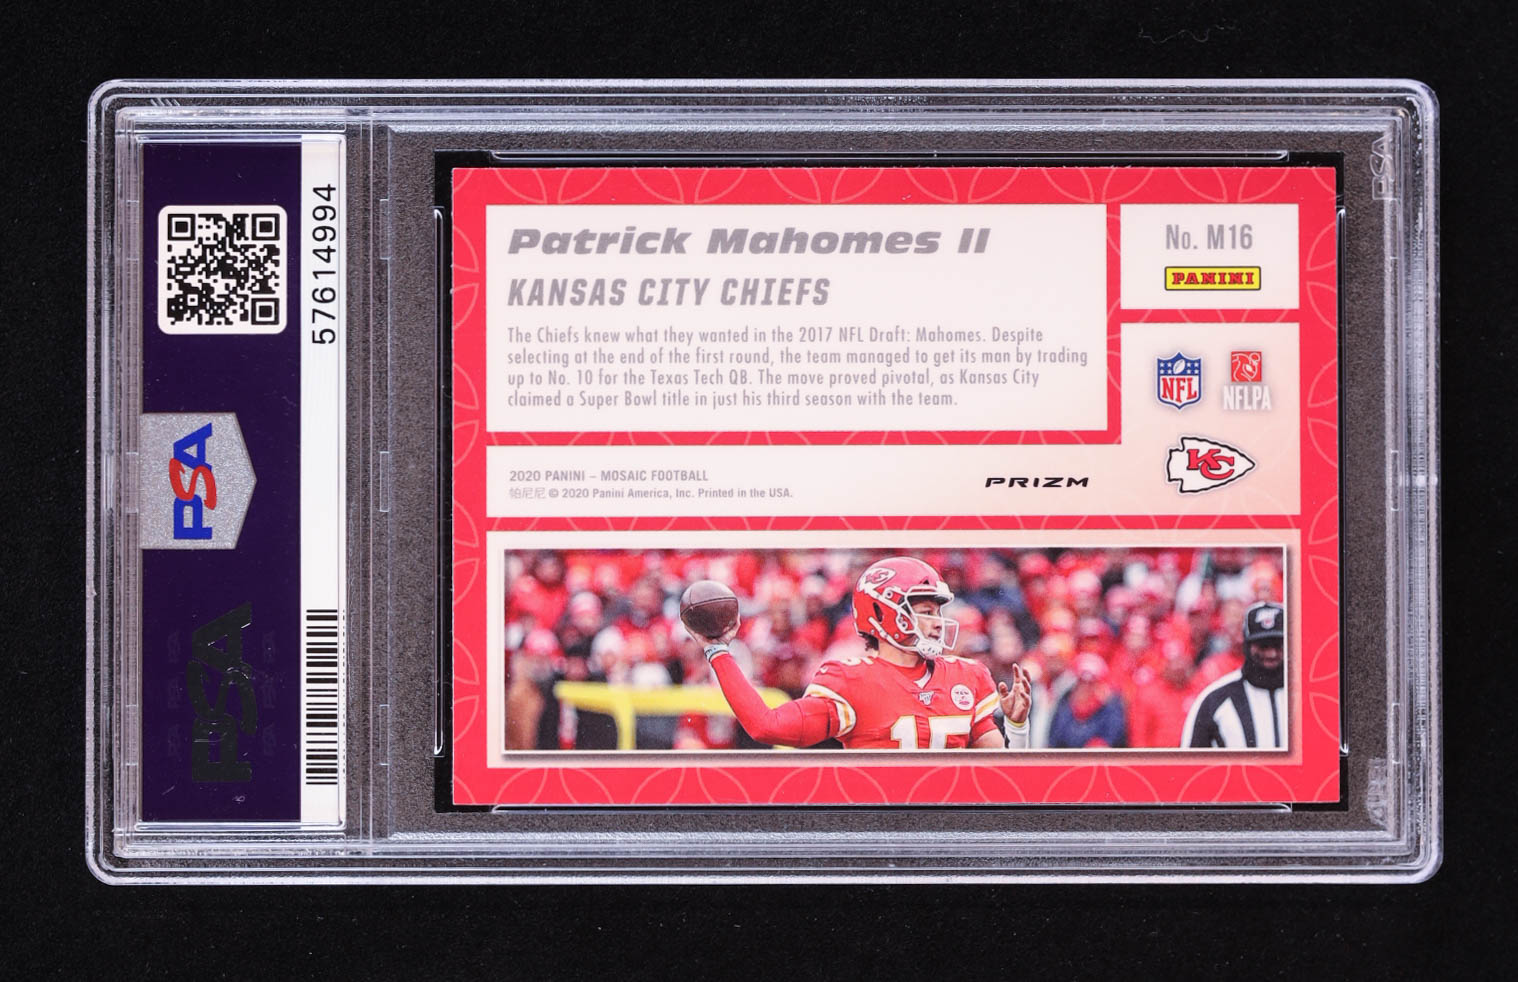 57614994
PSA
PSA
PSA
PSA
Patrick Mahomes II
KANSAS CITY CHIEFS
The Chiefs knew what they wanted in the 2017 NFL Draft: Mahomes. Despite
selecting at the end of the first round, the team managed to get its man by trading
up to No. 10 for the Texas Tech QB. The move proved pivotal, as Kansas City
claimed a Super Bowl title in just his third season with the team.
No. M16
PANINI
NFL
NFLPA
KC
2020 PANINI – MOSAIC FOOTBALL
帕尼尼 © 2020 Panini America, Inc. Printed in the USA.
PRIZM
15
15